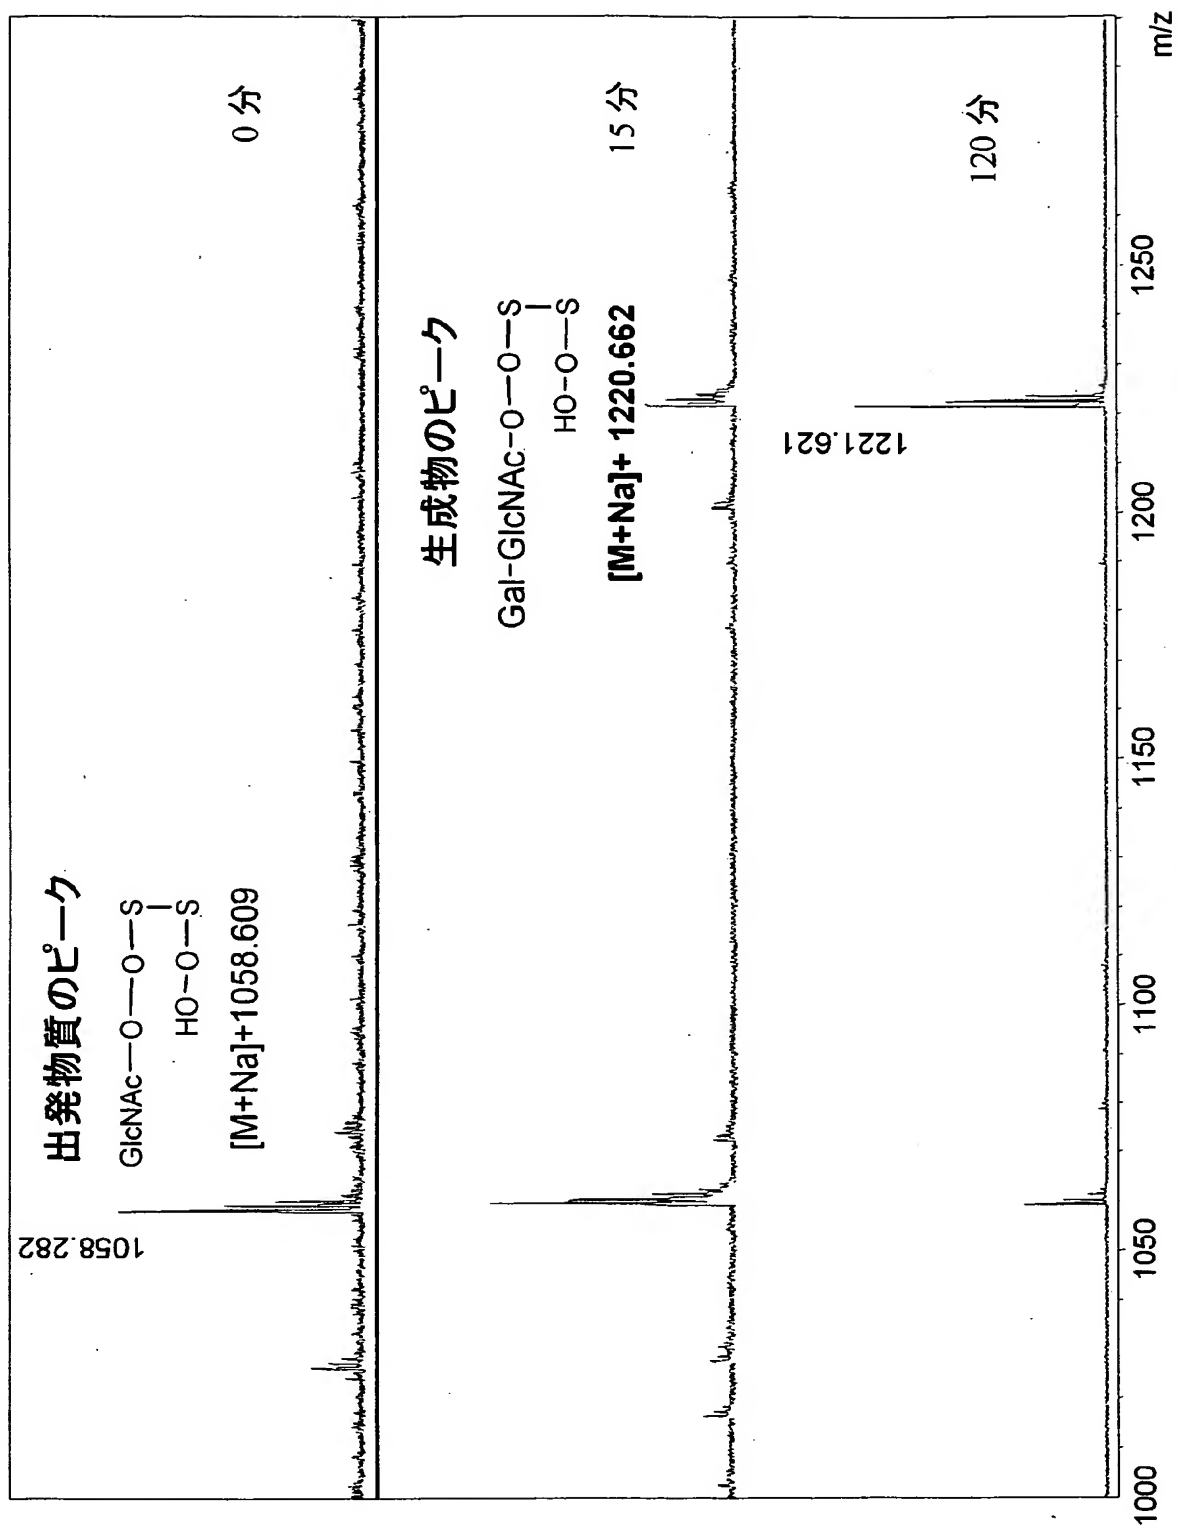 出発物質のピーク
GlcNAc—O—O—S
HO—O—S
[M+Na]+1058.609
1058.282
0 分
生成物のピーク
Gal-GlcNAc-O—O—S
HO—O—S
[M+Na]+ 1220.662
15 分
1221.621
120 分
1000
1050
1100
1150
1200
1250
m/z